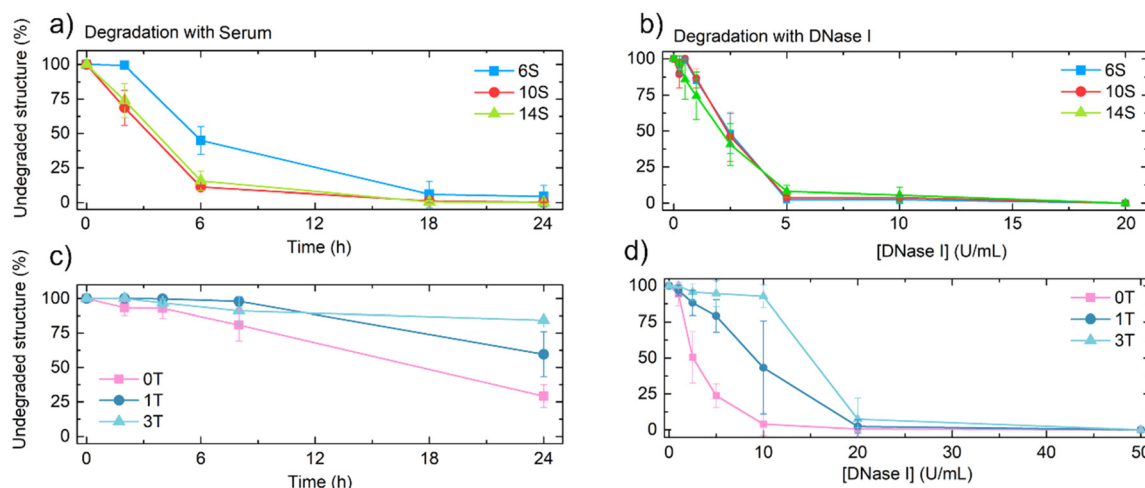 a)
Degradation with Serum
Undegraded structure (%)
100
75
50
25
0
6S
10S
14S
0 6 12 18 24
Time (h)
b)
Degradation with DNase I
100
75
50
25
0
6S
10S
14S
0 5 10 15 20
[DNase I] (U/mL)
c)
Undegraded structure (%)
100
75
50
25
0
0T
1T
3T
0 6 12 18 24
Time (h)
d)
100
75
50
25
0
0T
1T
3T
0 10 20 30 40 50
[DNase I] (U/mL)